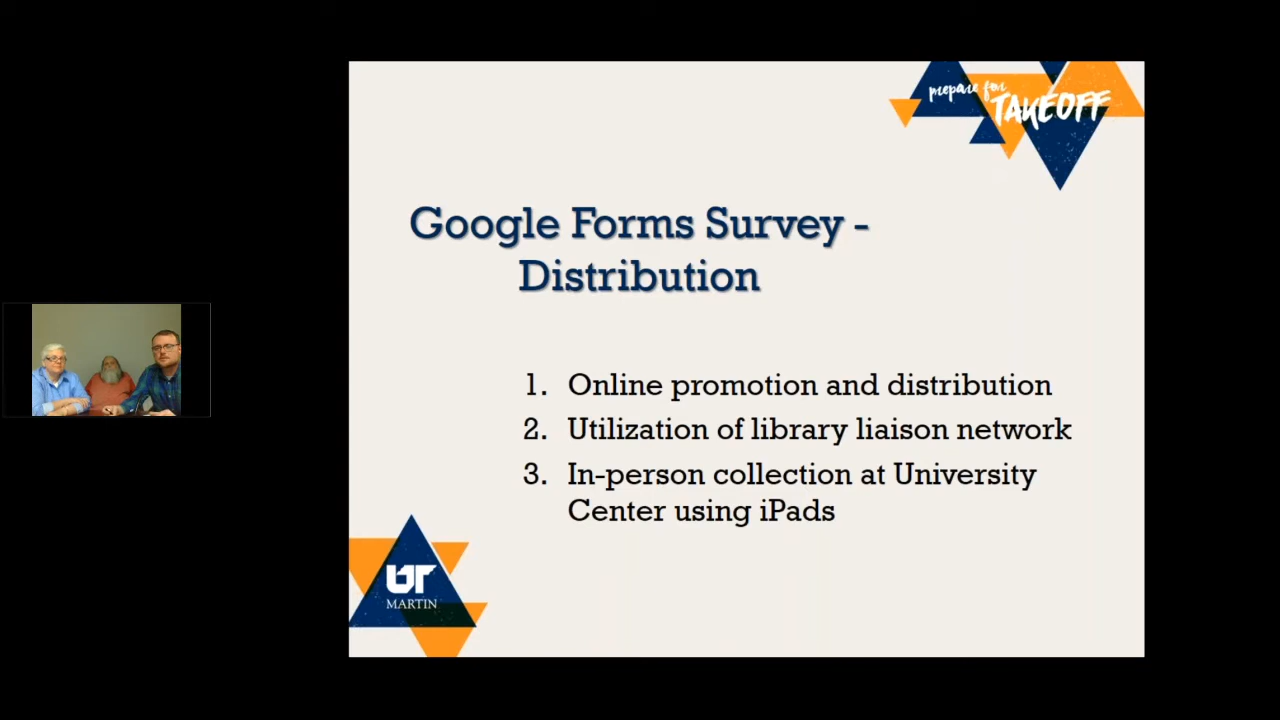 prepare for
TAKEOFF
Google Forms Survey -
Distribution
1. Online promotion and distribution
2. Utilization of library liaison network
3. In-person collection at University
Center using iPads
UT
MARTIN